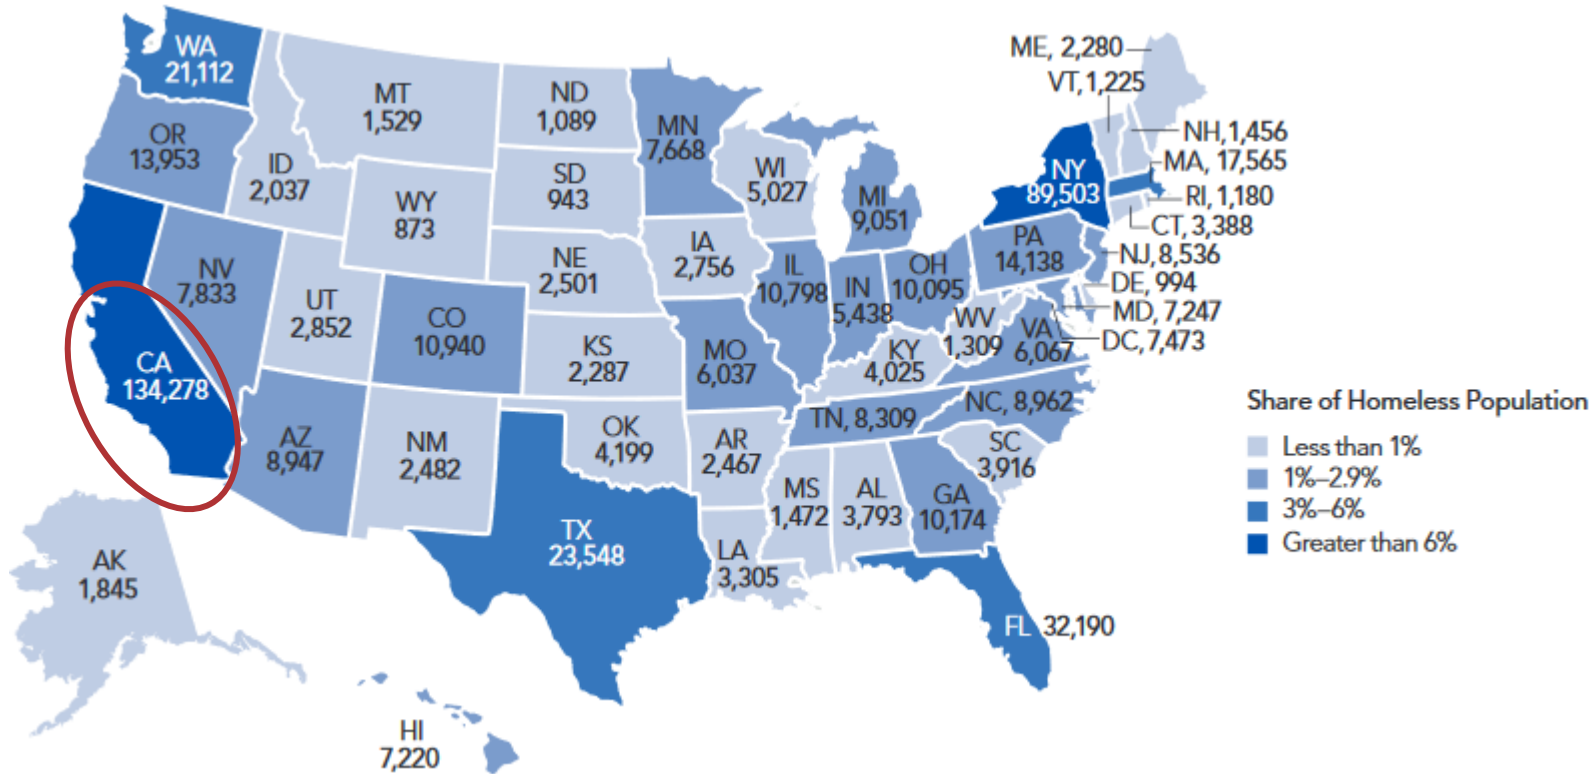 WA
21,112
OR
13,953
ID
2,037
MT
1,529
ND
1,089
MN
7,668
SD
943
WY
873
WI
5,027
MI
9,051
ME, 2,280
VT, 1,225
NH, 1,456
MA, 17,565
NY
89,503
RI, 1,180
CT, 3,388
NJ, 8,536
DE, 994
MD, 7,247
DC, 7,473
PA
14,138
NV
7,833
UT
2,852
CO
10,940
NE
2,501
IA
2,756
IL
10,798
IN
5,438
OH
10,095
WV
1,309
VA
6,067
KY
4,025
KS
2,287
MO
6,037
CA
134,278
AZ
8,947
NM
2,482
OK
4,199
AR
2,467
TN, 8,309
NC, 8,962
SC
3,916
MS
1,472
AL
3,793
GA
10,174
TX
23,548
LA
3,305
FL 32,190
AK
1,845
HI
7,220
Share of Homeless Population
Less than 1%
1%–2.9%
3%–6%
Greater than 6%